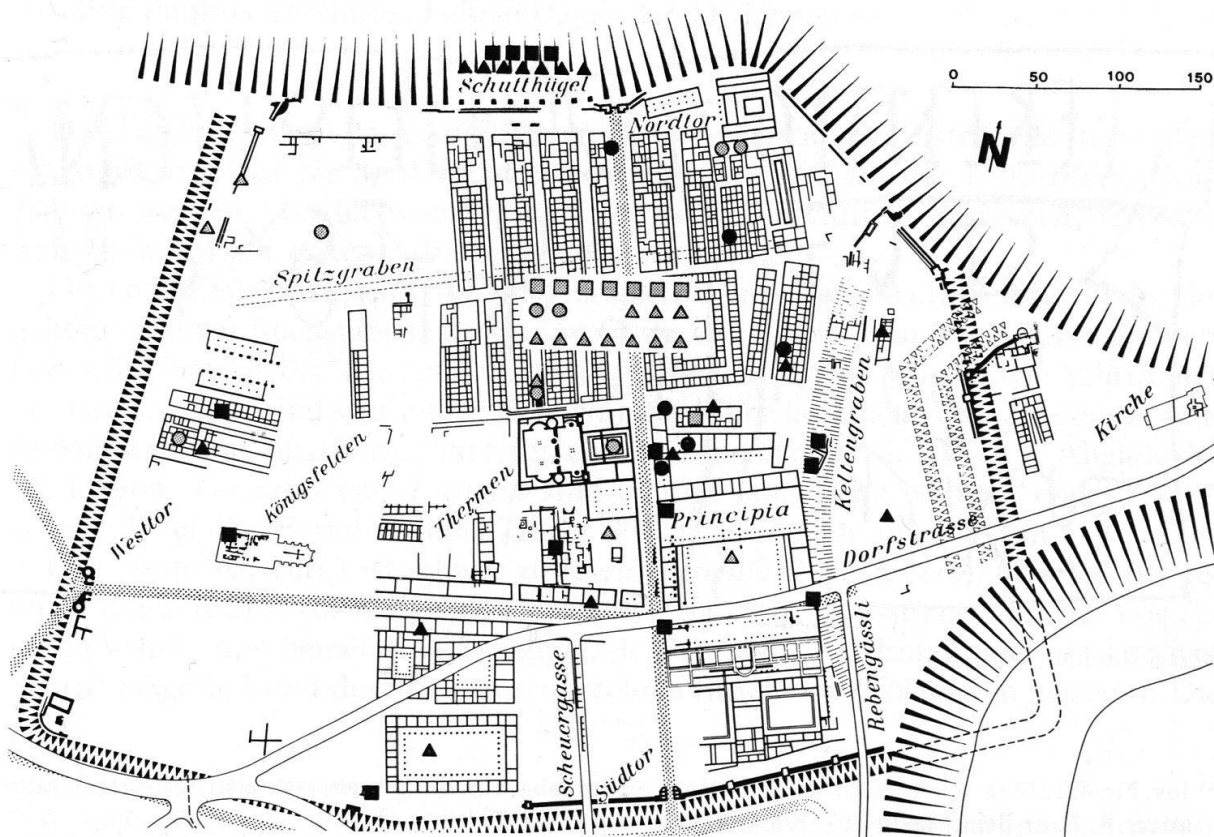 Schutthügel
0 50 100 150
Nordtor
N
Spitzgraben
Kirche
Keltengraben
Königsfelden
Thermen
Westtor
Principia
Dorfstrasse
Rebengässli
Scheuergasse
Südtor